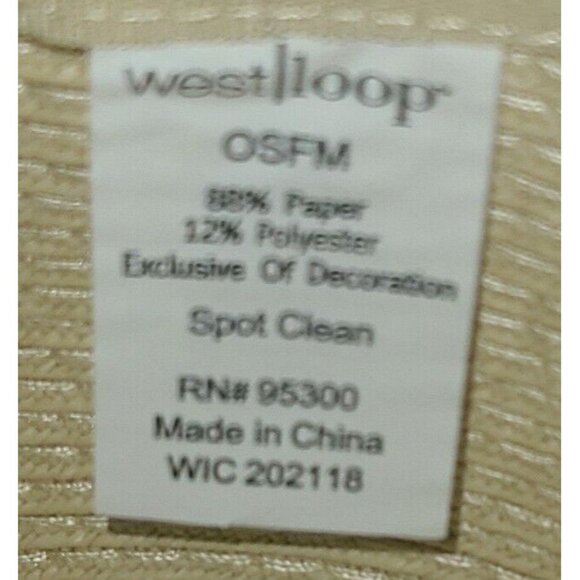 west|loop
OSFM
88% Paper
12% Polyester
Exclusive Of Decoration
Spot Clean
RN# 95300
Made in China
WIC 202118